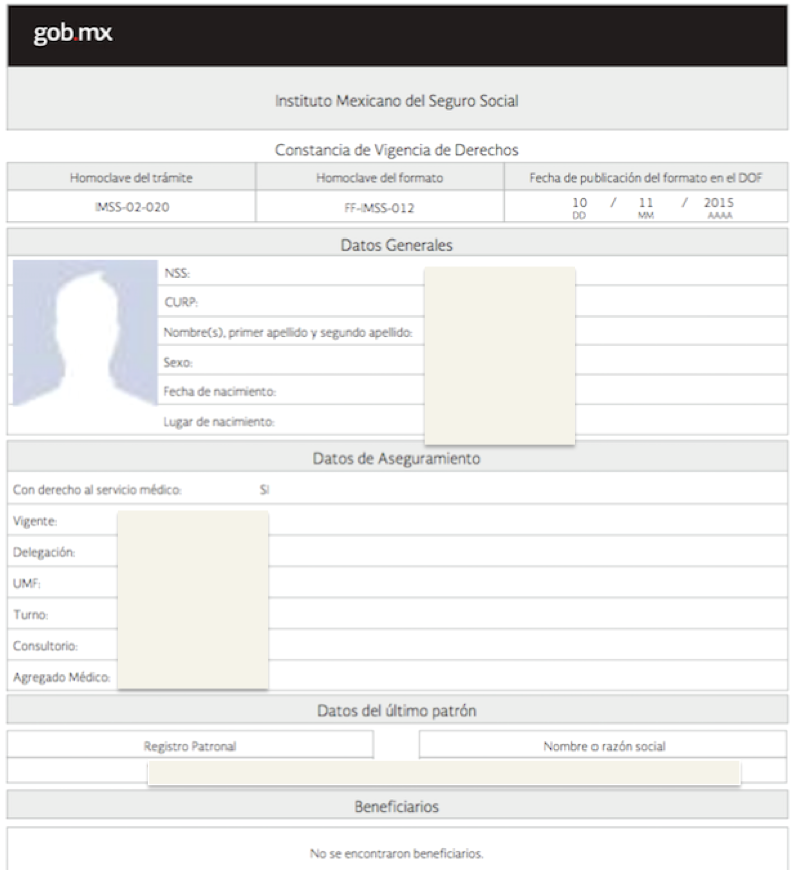 gob.mx
Instituto Mexicano del Seguro Social
Constancia de Vigencia de Derechos
Homoclave del trámite Homoclave del formato Fecha de publicación del formato en el DOF
IMSS-02-020 FF-IMSS-012 10 / 11 / 2015
DD MM AAAA
Datos Generales
NSS:
CURP:
Nombre(s), primer apellido y segundo apellido:
Sexo:
Fecha de nacimiento:
Lugar de nacimiento:
Datos de Aseguramiento
Con derecho al servicio médico: SI
Vigente:
Delegación:
UMF:
Turno:
Consultorio:
Agregado Médico:
Datos del último patrón
Registro Patronal Nombre o razón social
Beneficiarios
No se encontraron beneficiarios.